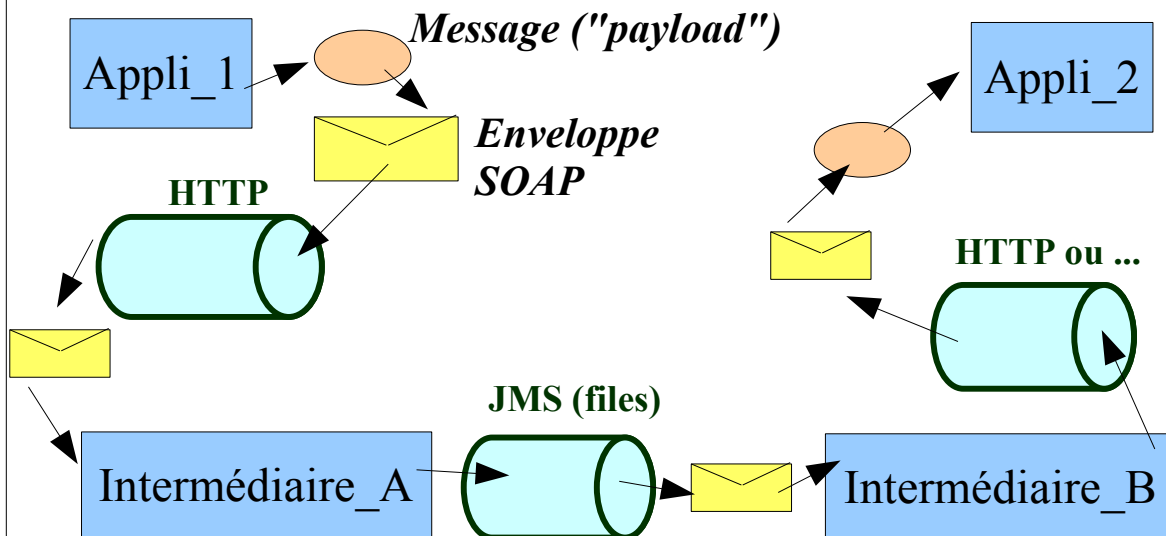 Message ("payload")
Appli_1
Appli_2
Enveloppe
SOAP
HTTP
HTTP ou ...
JMS (files)
Intermédiaire_A
Intermédiaire_B